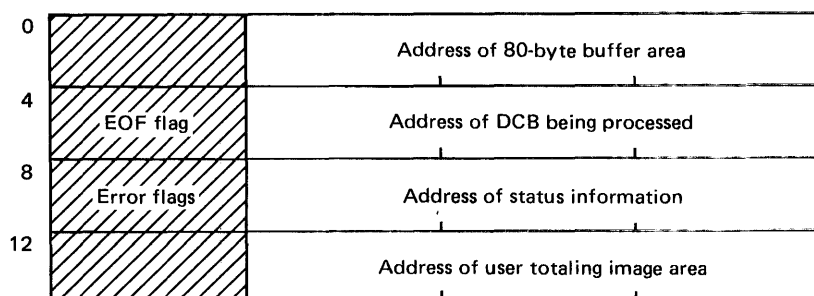 0
Address of 80-byte buffer area
4
EOF flag
Address of DCB being processed
8
Error flags
Address of status information
12
Address of user totaling image area